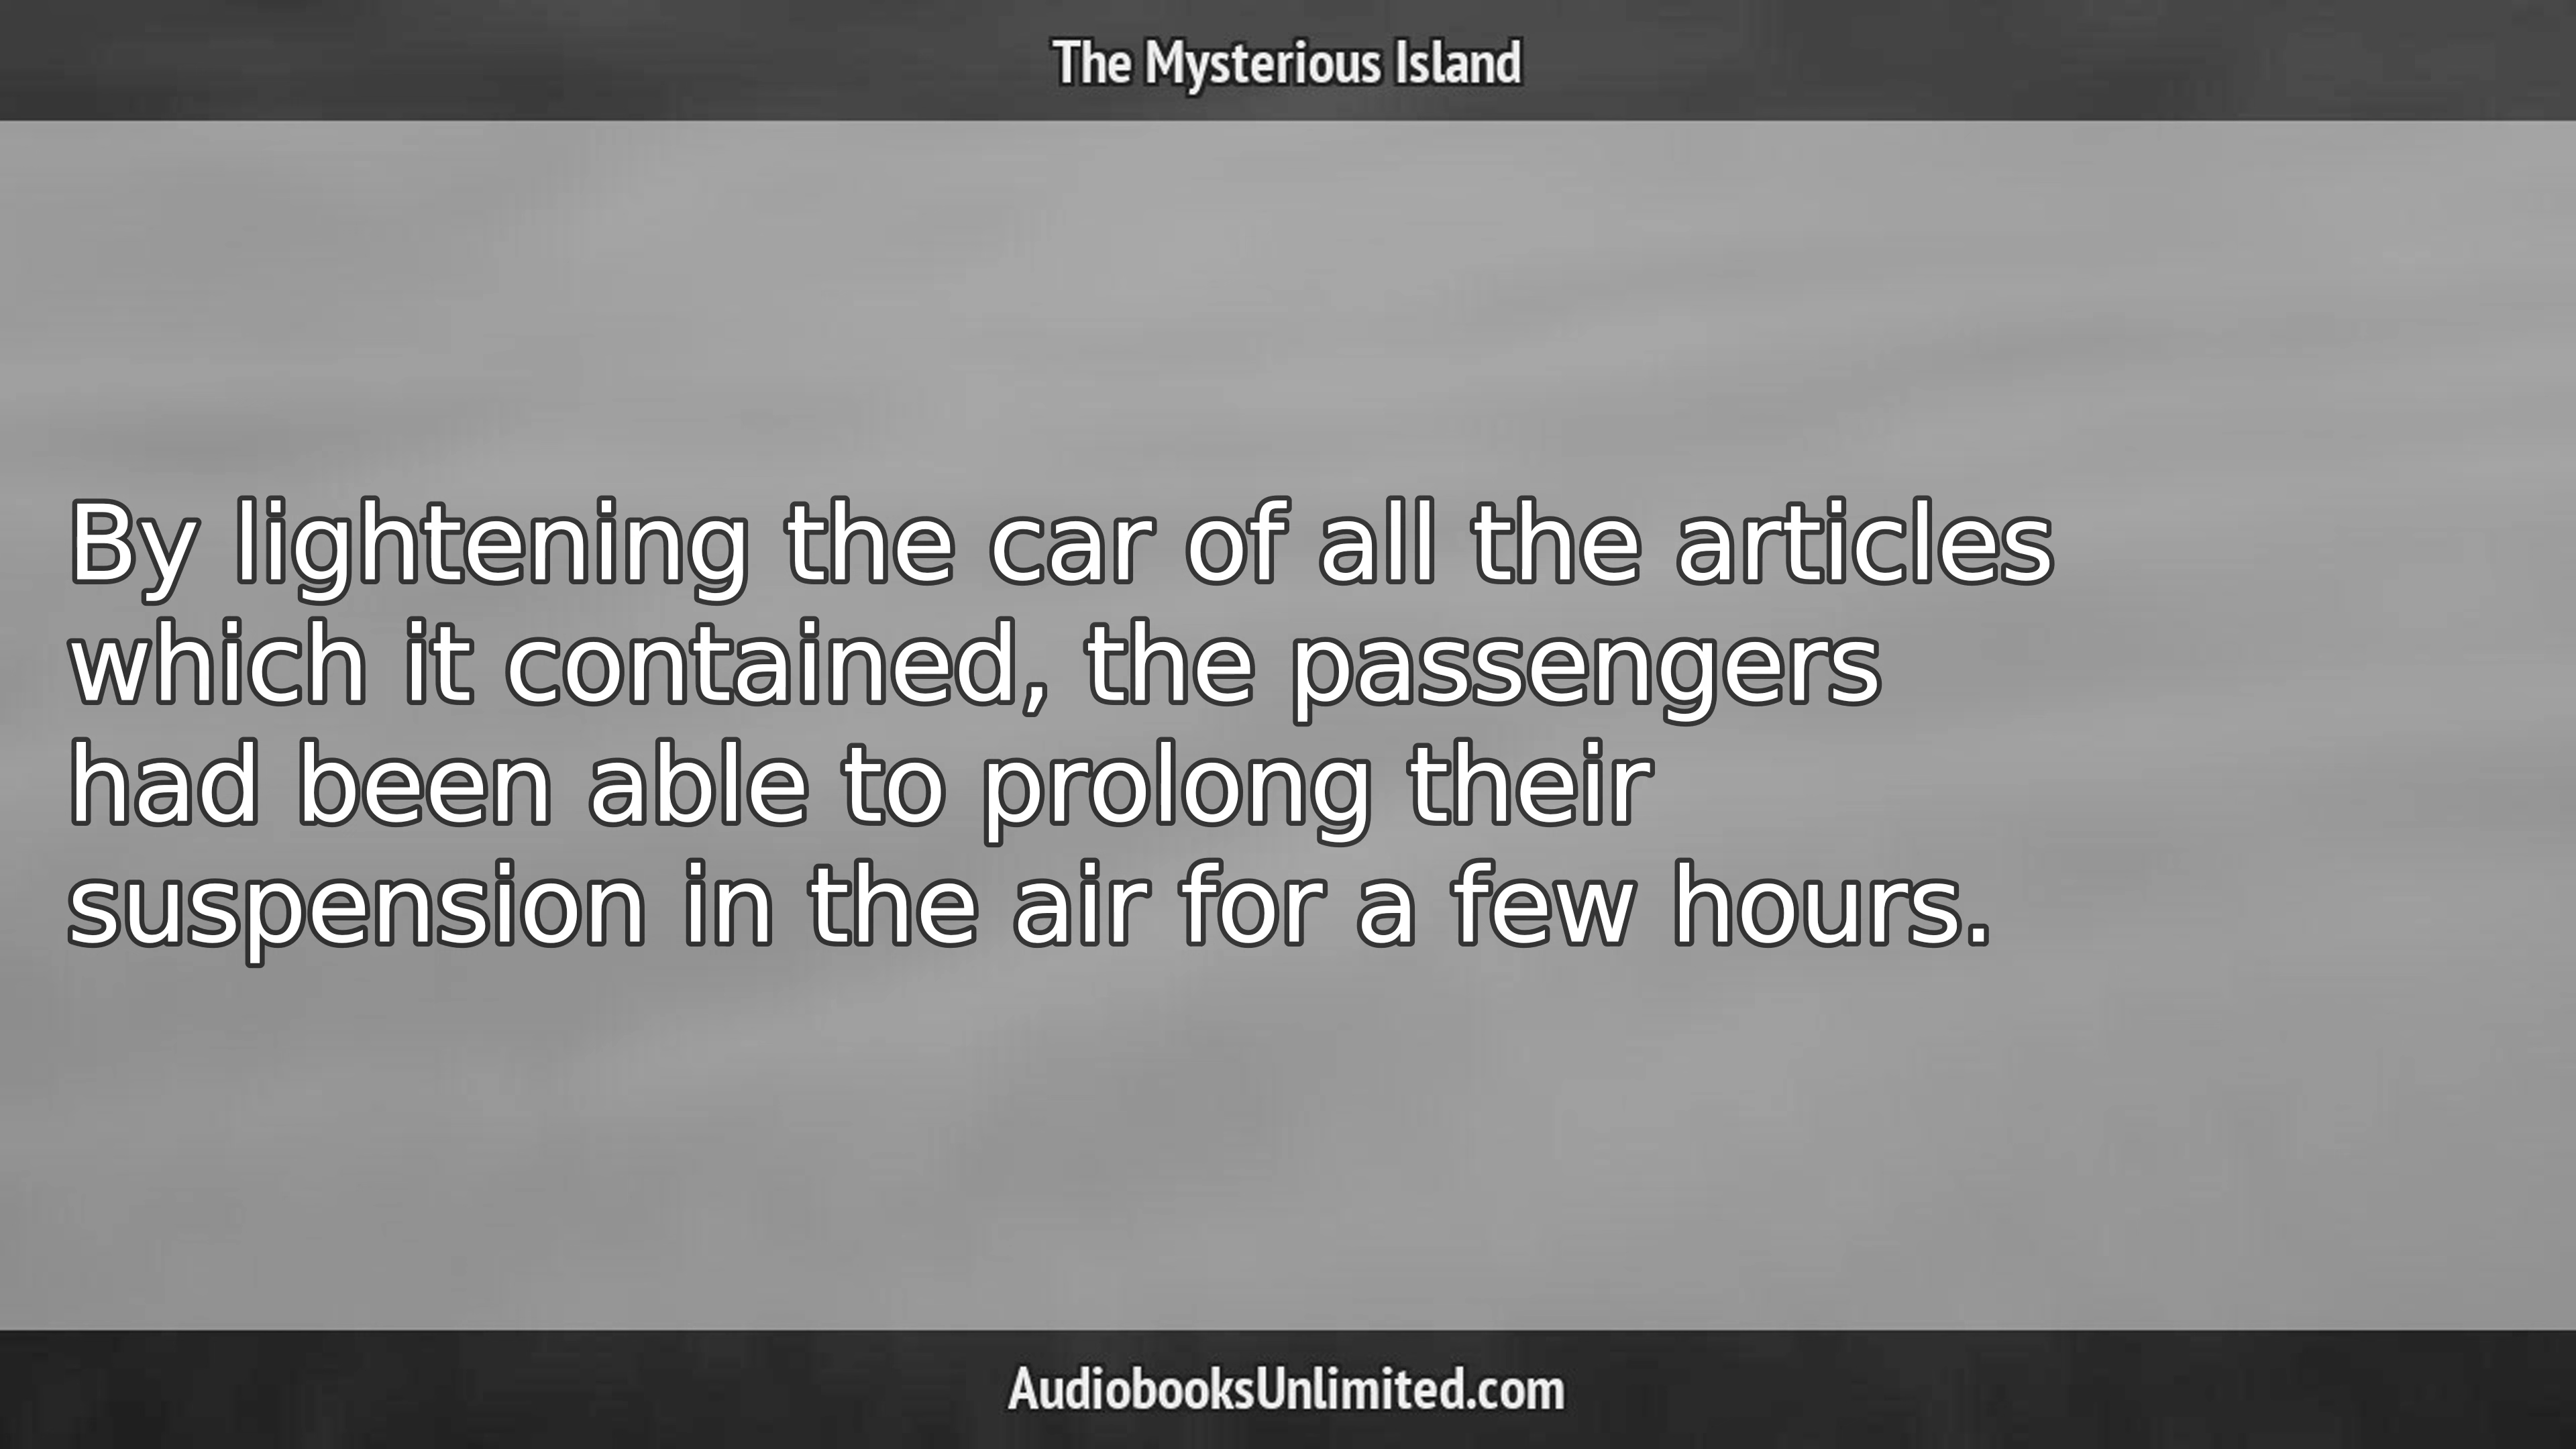 The Mysterious Island
By lightening the car of all the articles
which it contained, the passengers
had been able to prolong their
suspension in the air for a few hours.
AudiobooksUnlimited.com